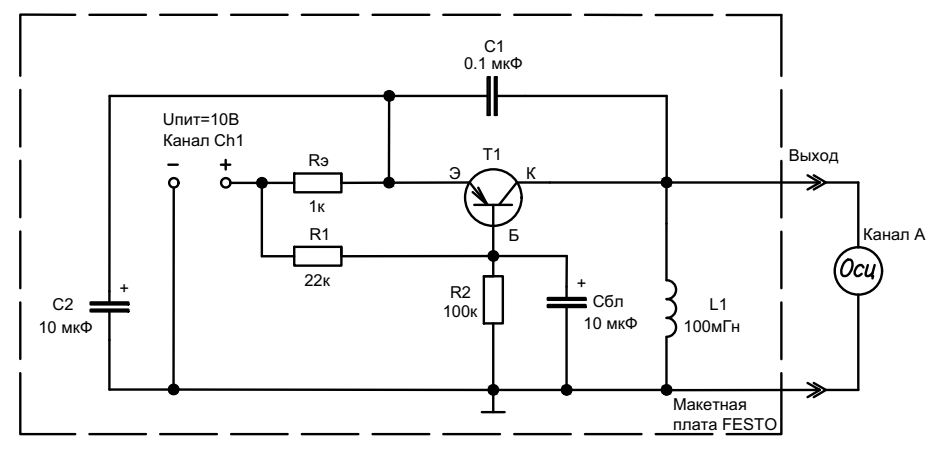 C1
0.1 мкФ
Uпит=10В
Канал Ch1
–
+
Rэ
1к
T1
Э
К
Б
Выход
R1
22к
Канал А
Осц
C2
+
10 мкФ
R2
100к
+
Сбл
10 мкФ
L1
100мГн
Макетная
плата FESTO